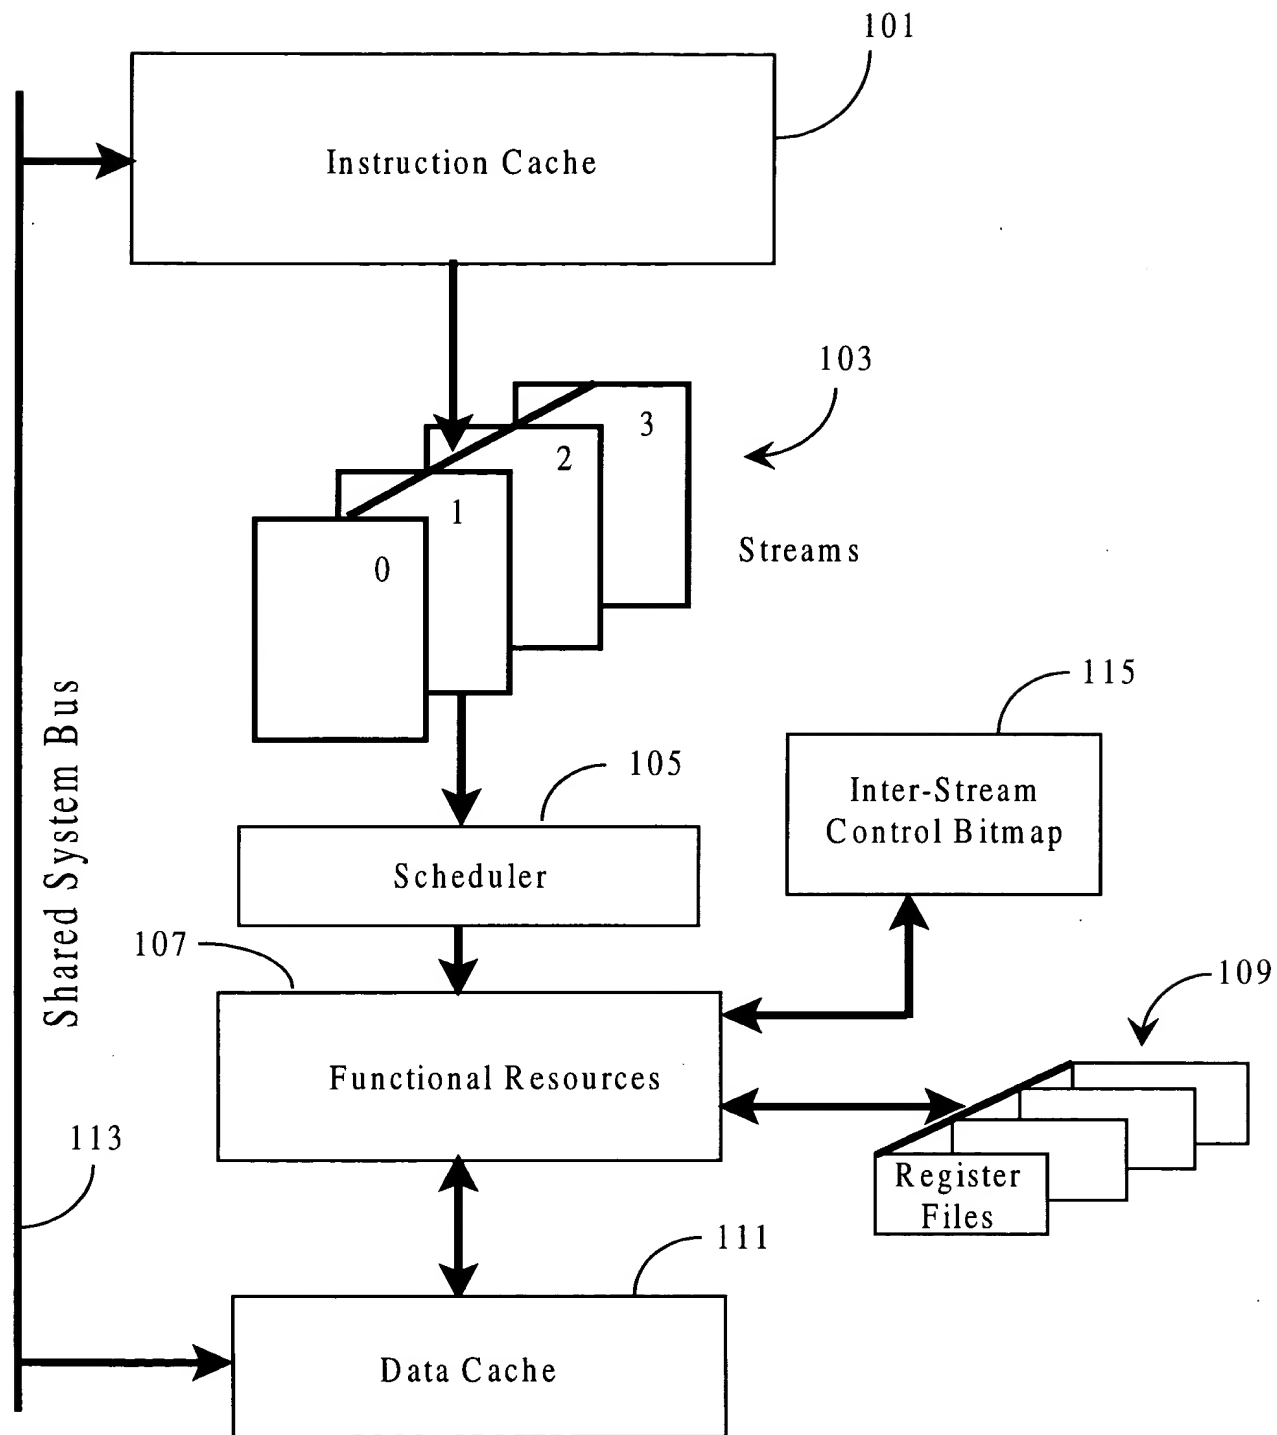 101
Instruction Cache
103
3
2
1
0
Streams
115
105
Inter-Stream
Control Bitmap
Scheduler
Shared System Bus
107
109
Functional Resources
113
Register
Files
111
Data Cache